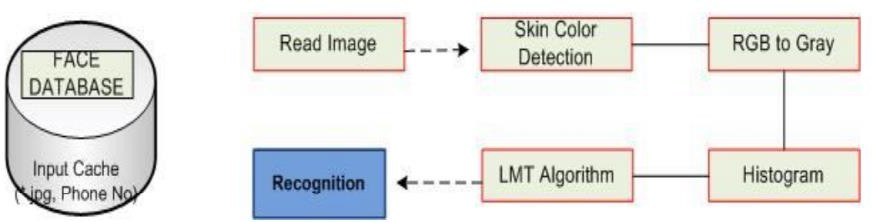 FACE
DATABASE
Input Cache
(*.jpg, Phone No)
Read Image
Skin Color
Detection
RGB to Gray
Recognition
LMT Algorithm
Histogram